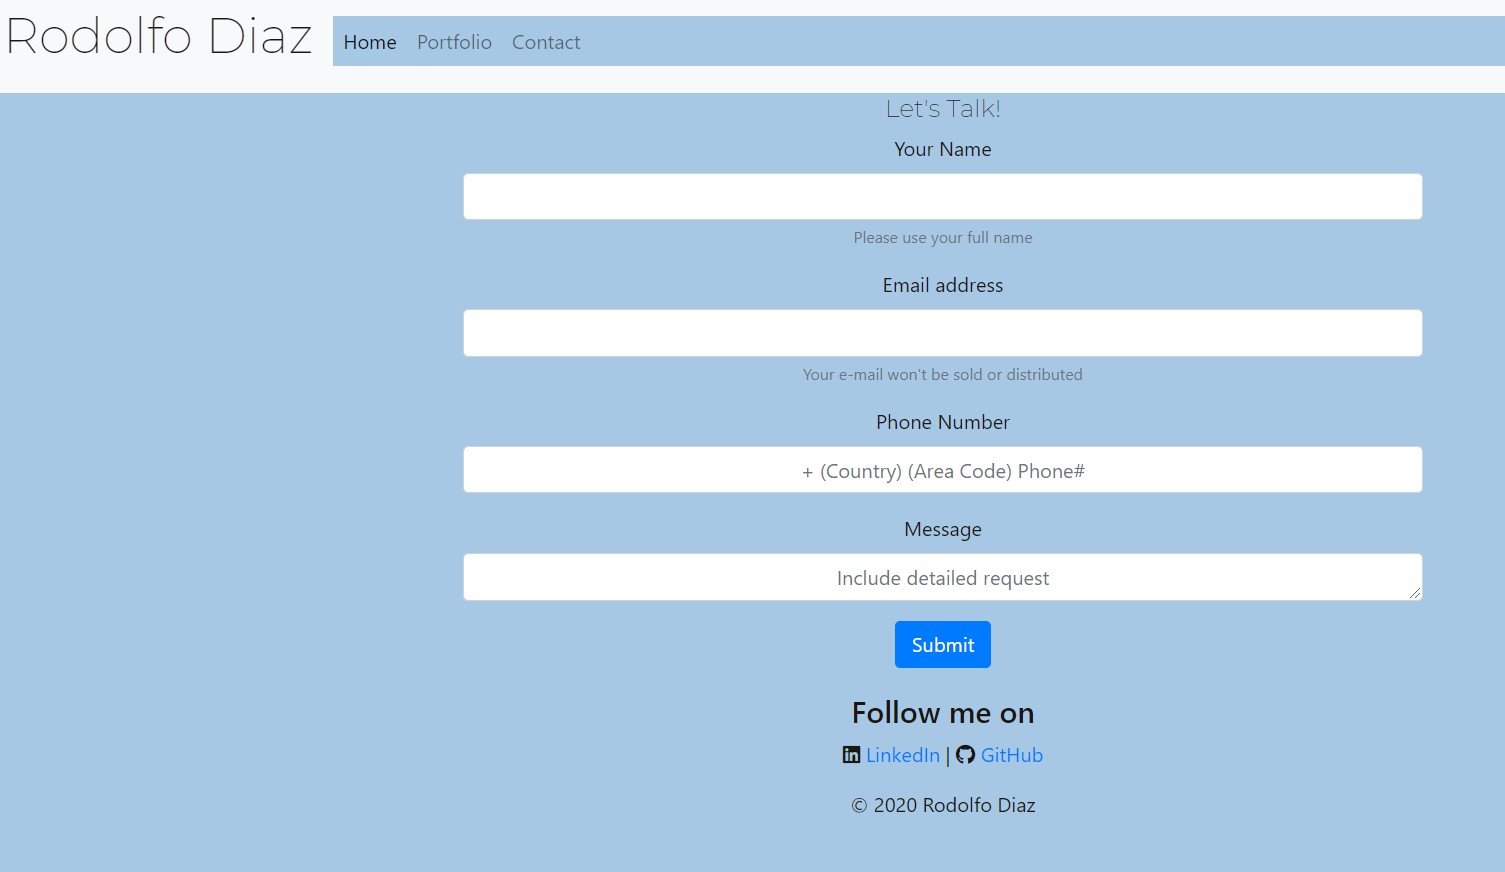 Rodolfo Diaz Home Portfolio Contact
Let's Talk!
Your Name
Please use your full name
Email address
Your e-mail won't be sold or distributed
Phone Number
+ (Country) (Area Code) Phone#
Message
Include detailed request
Submit
Follow me on
LinkedIn | GitHub
© 2020 Rodolfo Diaz